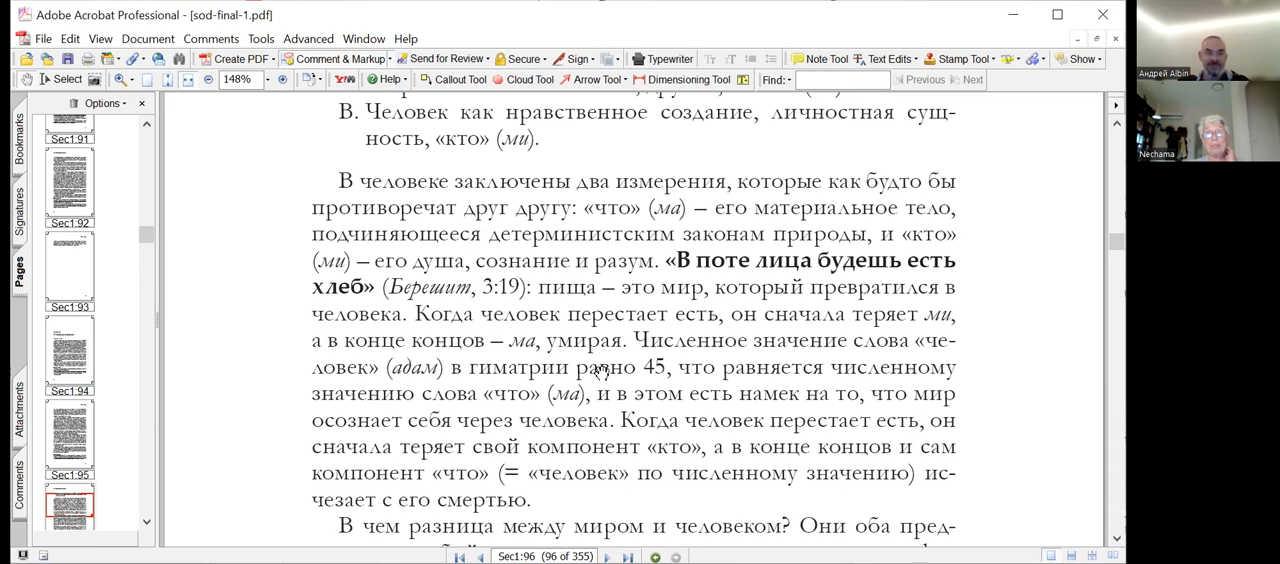 Adobe Acrobat Professional - [sod-final-1.pdf]
File Edit View Document Comments Tools Advanced Window Help
Create PDF Comment & Markup Send for Review Secure Sign Typewriter Note Tool Text Edits Stamp Tool Show
Select 148% Help Callout Cloud Tool Arrow Tool Dimensioning Tool Find: Previous Next
Options
Bookmarks
Signatures
Pages
Attachments
Comments
Sec1:91
Sec1:92
Sec1:93
Sec1:94
Sec1:95
В. Человек как нравственное создание, личностная сущ-
ность, «кто» (ми).
В человеке заключены два измерения, которые как будто бы
противоречат друг другу: «что» (ма) – его материальное тело,
подчиняющееся детерминистским законам природы, и «кто»
(ми) – его душа, сознание и разум. «В поте лица будешь есть
хлеб» (Берешит, 3:19): пища – это мир, который превратился в
человека. Когда человек перестает есть, он сначала теряет ми,
а в конце концов – ма, умирая. Численное значение слова «че-
ловек» (адам) в гиматрии равно 45, что равняется численному
значению слова «что» (ма), и в этом есть намек на то, что мир
осознает себя через человека. Когда человек перестает есть, он
сначала теряет свой компонент «кто», а в конце концов и сам
компонент «что» (= «человек» по численному значению) ис-
чезает с его смертью.
В чем разница между миром и человеком? Они оба пред-
Sec1:96 (96 of 355)
Андрей Albin
Nechama